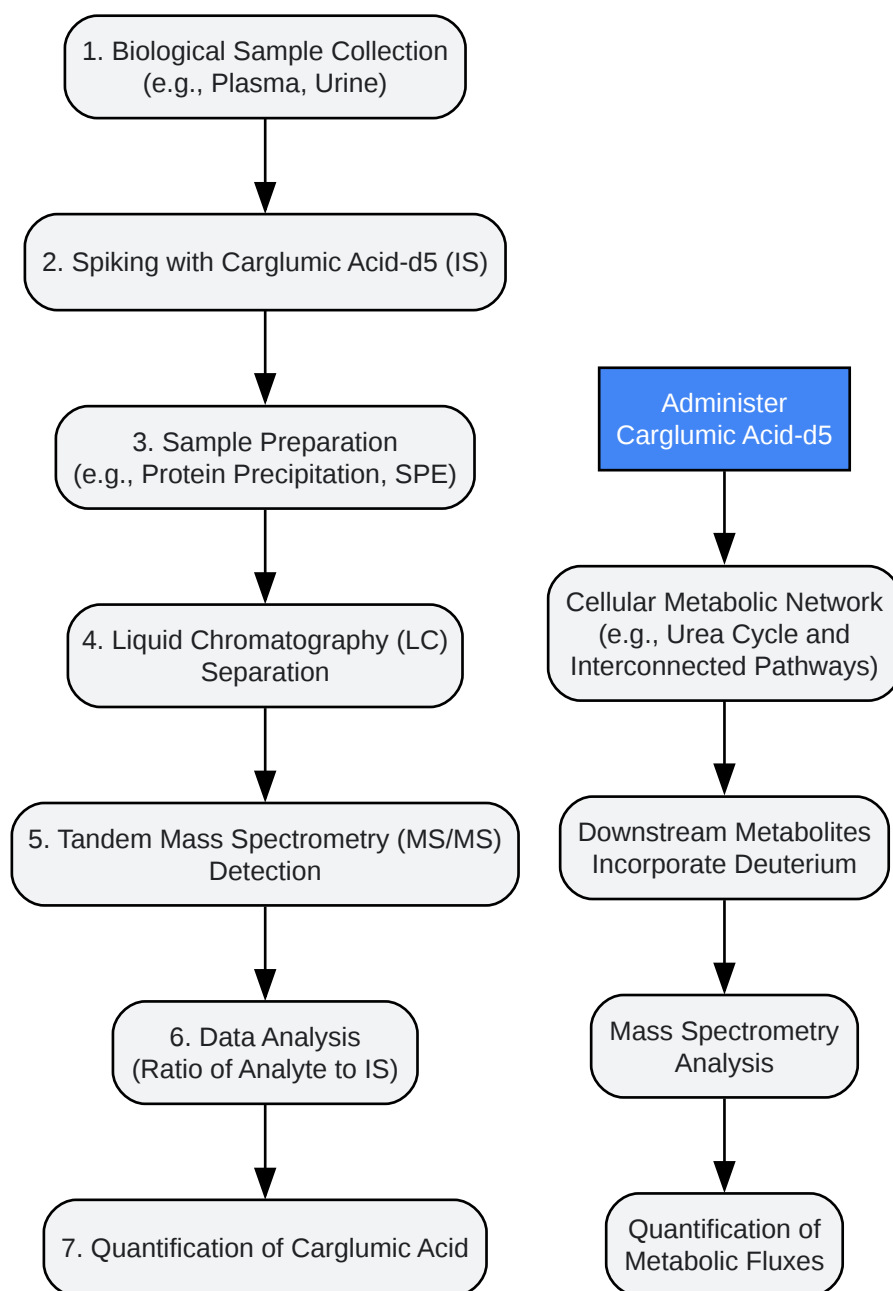 1. Biological Sample Collection
(e.g., Plasma, Urine)
2. Spiking with Carglumic Acid-d5 (IS)
3. Sample Preparation
(e.g., Protein Precipitation, SPE)
4. Liquid Chromatography (LC)
Separation
5. Tandem Mass Spectrometry (MS/MS)
Detection
6. Data Analysis
(Ratio of Analyte to IS)
7. Quantification of Carglumic Acid
Administer
Carglumic Acid-d5
Cellular Metabolic Network
(e.g., Urea Cycle and
Interconnected Pathways)
Downstream Metabolites
Incorporate Deuterium
Mass Spectrometry
Analysis
Quantification of
Metabolic Fluxes